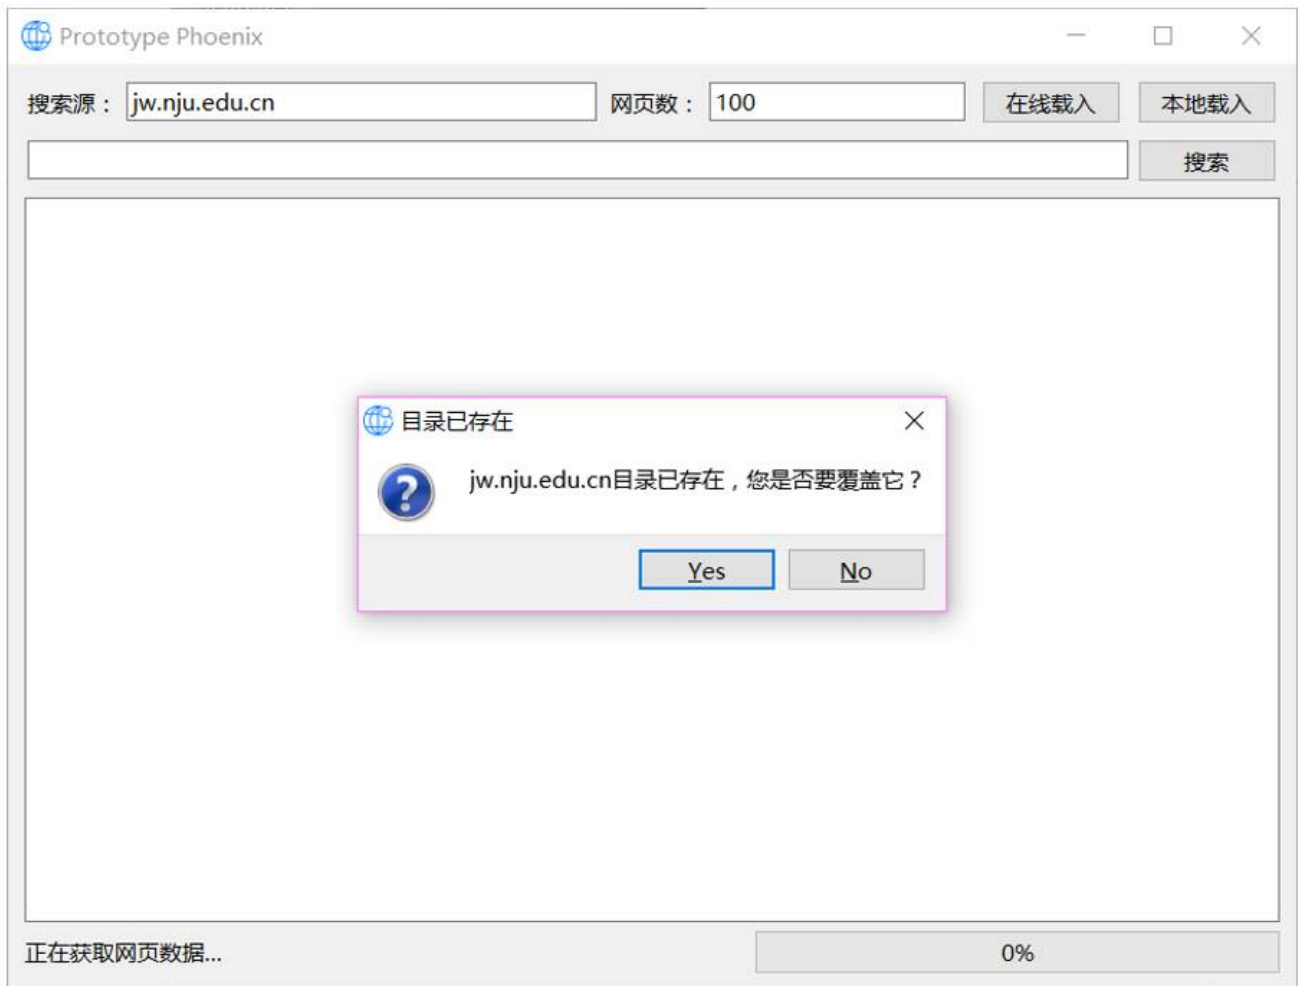 Prototype Phoenix
搜索源： jw.nju.edu.cn 网页数： 100 在线载入 本地载入
搜索
目录已存在
jw.nju.edu.cn目录已存在，您是否要覆盖它？
Yes No
正在获取网页数据... 0%